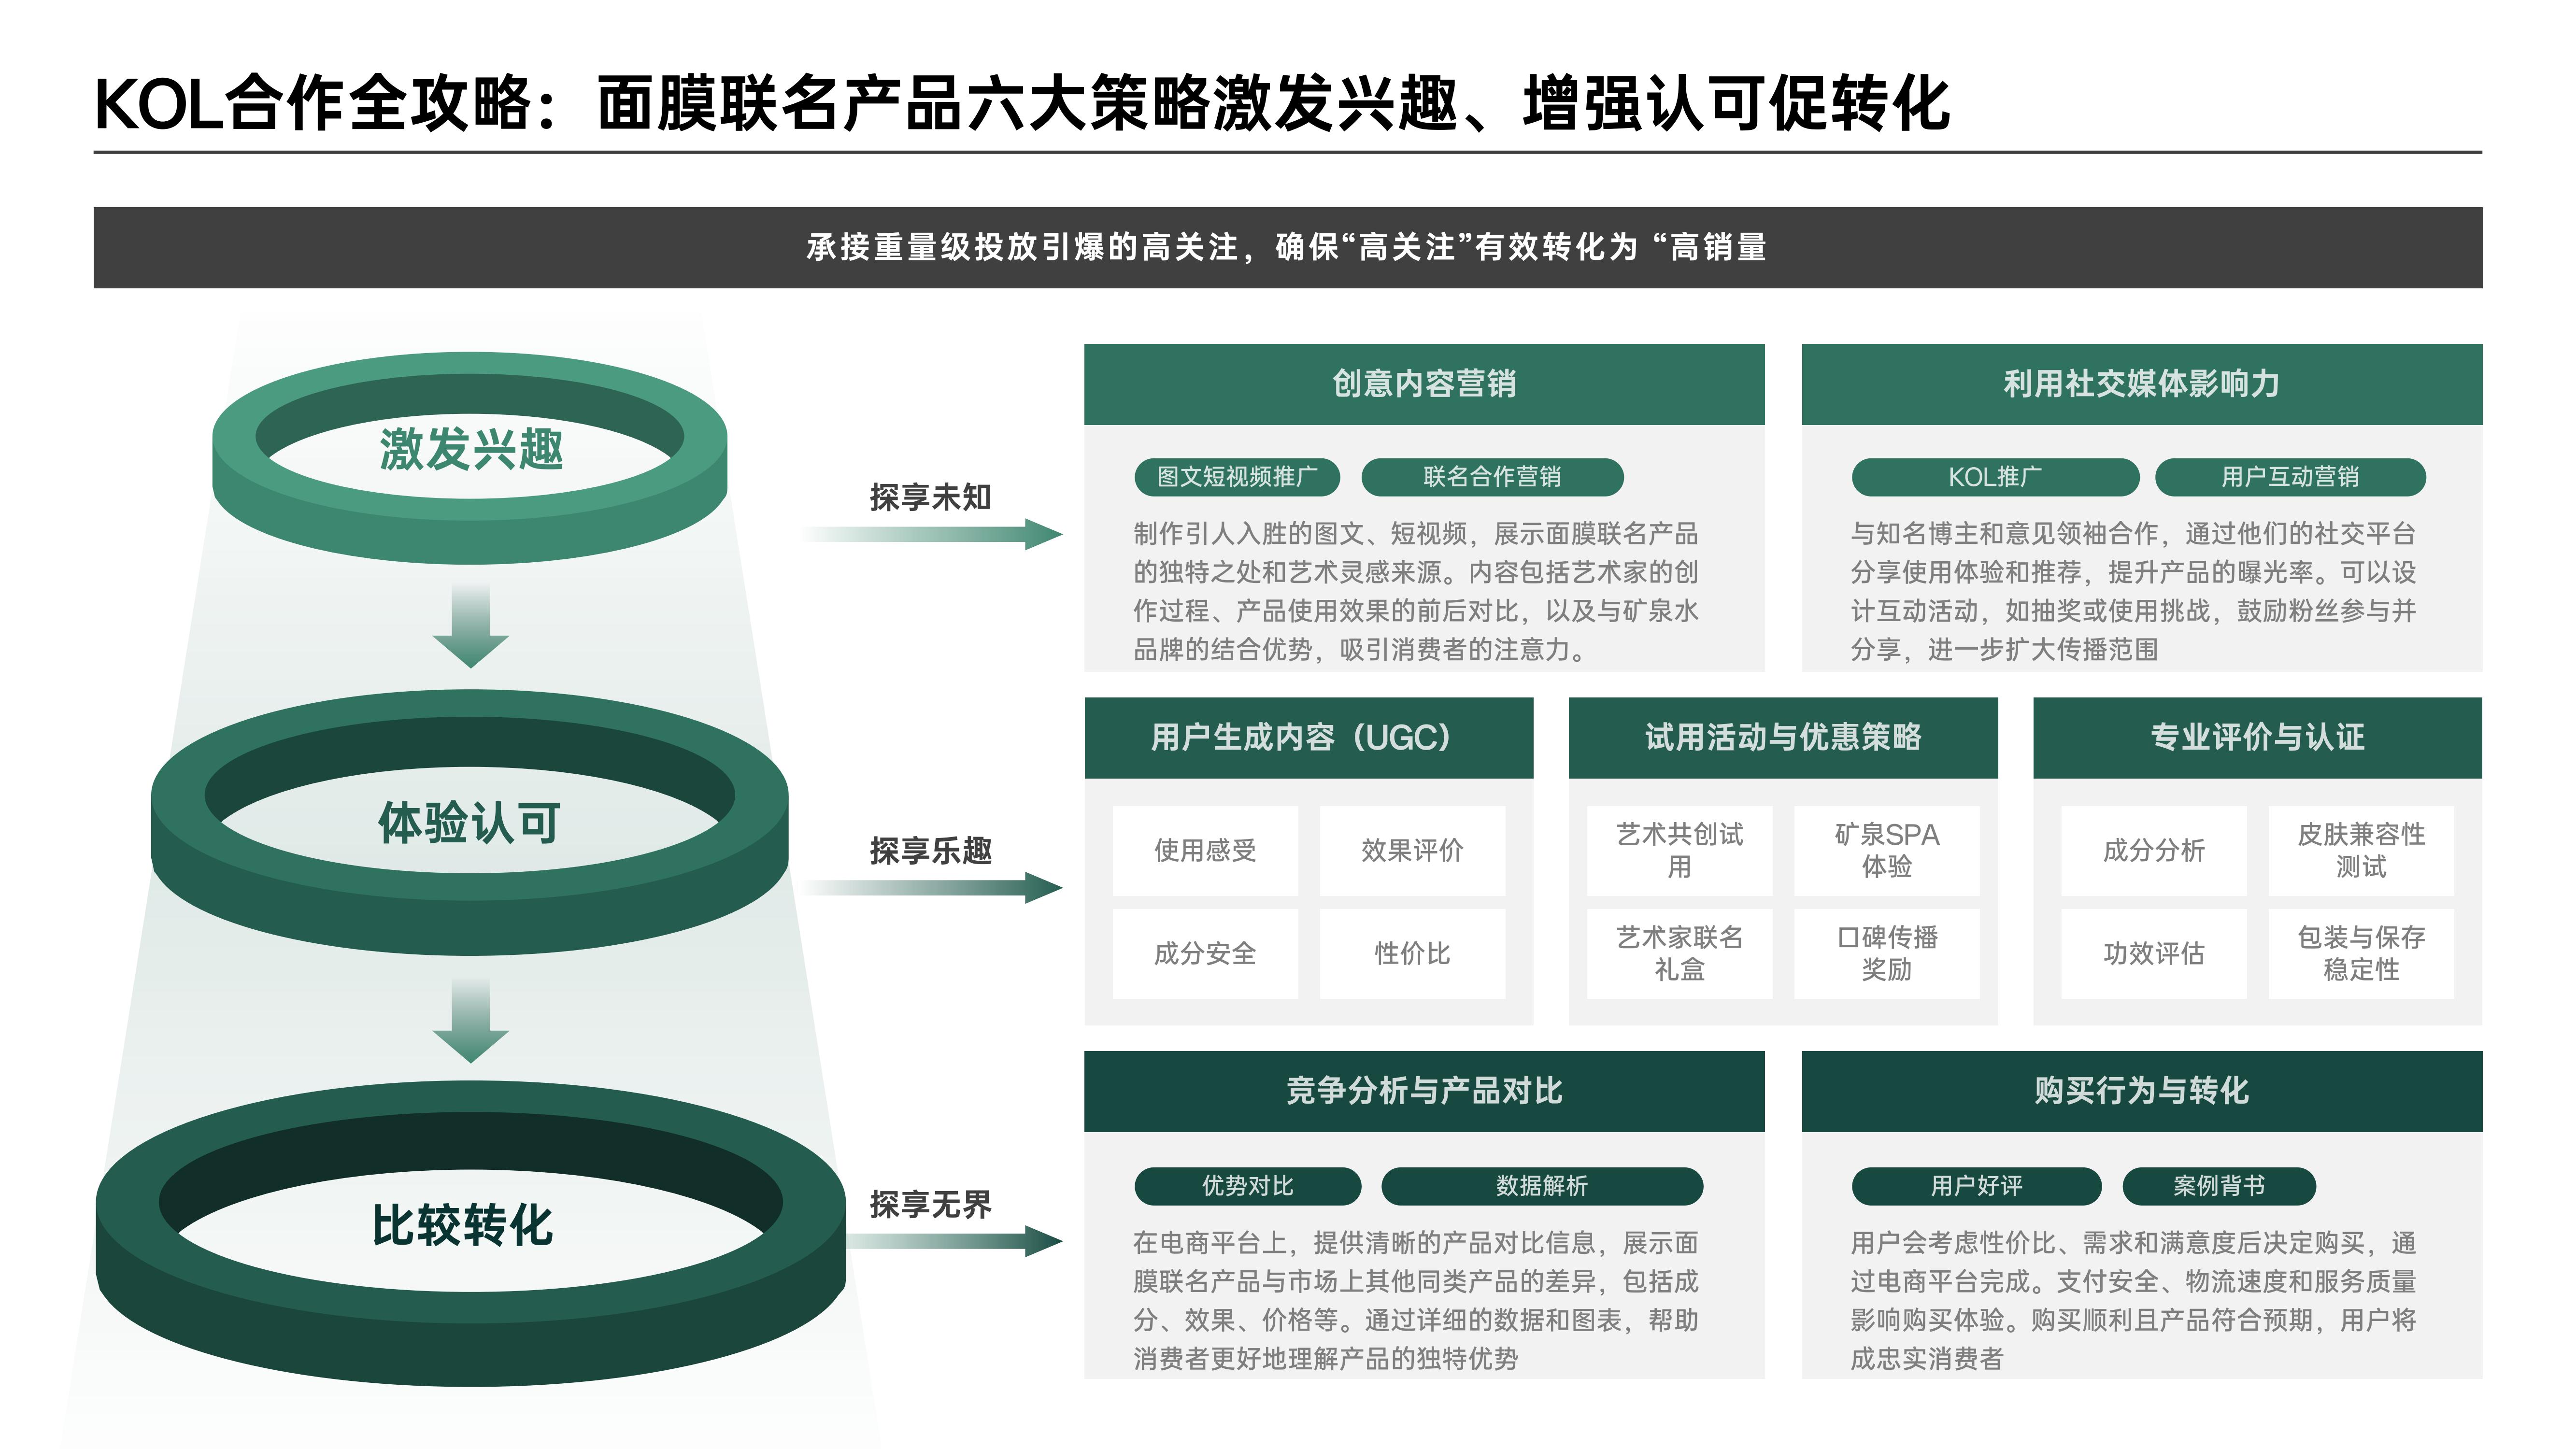 KOL合作全攻略：面膜联名产品六大策略激发兴趣、增强认可促转化
承接重量级投放引爆的高关注，确保“高关注”有效转化为 “高销量
激发兴趣
探享未知
创意内容营销
图文短视频推广
联名合作营销
制作引人入胜的图文、短视频，展示面膜联名产品
的独特之处和艺术灵感来源。内容包括艺术家的创
作过程、产品使用效果的前后对比，以及与矿泉水
品牌的结合优势，吸引消费者的注意力。
利用社交媒体影响力
KOL推广
用户互动营销
与知名博主和意见领袖合作，通过他们的社交平台
分享使用体验和推荐，提升产品的曝光率。可以设
计互动活动，如抽奖或使用挑战，鼓励粉丝参与并
分享，进一步扩大传播范围
体验认可
探享乐趣
用户生成内容（UGC）
使用感受
效果评价
成分安全
性价比
试用活动与优惠策略
艺术共创试
用
矿泉SPA
体验
艺术家联名
礼盒
口碑传播
奖励
专业评价与认证
成分分析
皮肤兼容性
测试
功效评估
包装与保存
稳定性
比较转化
探享无界
竞争分析与产品对比
优势对比
数据解析
在电商平台上，提供清晰的产品对比信息，展示面
膜联名产品与市场上其他同类产品的差异，包括成
分、效果、价格等。通过详细的数据和图表，帮助
消费者更好地理解产品的独特优势
购买行为与转化
用户好评
案例背书
用户会考虑性价比、需求和满意度后决定购买，通
过电商平台完成。支付安全、物流速度和服务质量
影响购买体验。购买顺利且产品符合预期，用户将
成忠实消费者